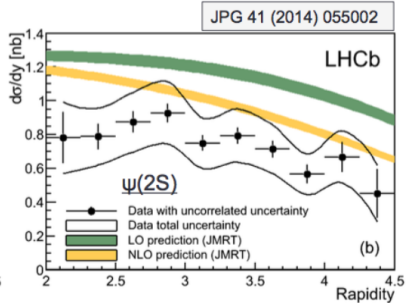 JPG 41 (2014) 055002
dσ/dy [nb]
1.4
1.2
1
0.8
0.6
0.4
0.2
0
LHCb
ψ(2S)
Data with uncorrelated uncertainty
Data total uncertainty
LO prediction (JMRT)
NLO prediction (JMRT)
(b)
2 2.5 3 3.5 4 4.5
Rapidity